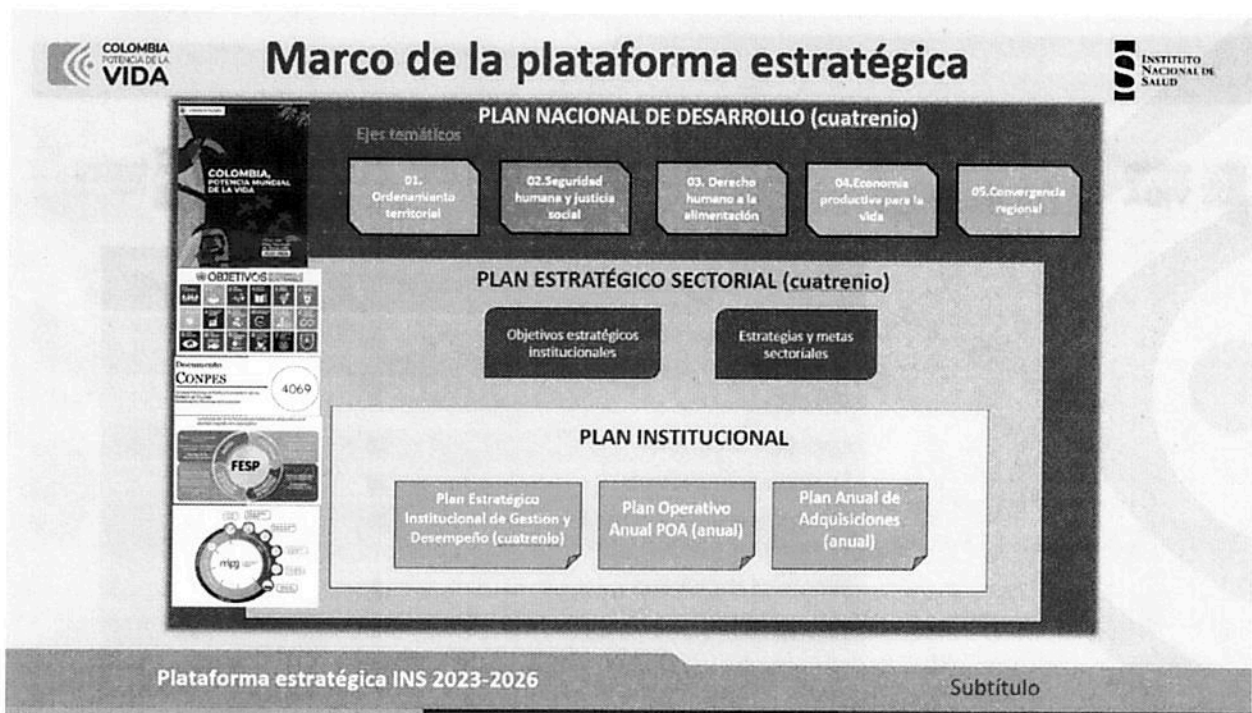 COLOMBIA
POTENCIA DE LA
VIDA
Marco de la plataforma estratégica
INSTITUTO
NACIONAL DE
SALUD
PLAN NACIONAL DE DESARROLLO (cuatrenio)
Ejes temáticos
01.
Ordenamiento
territorial
02.Seguridad
humana y justicia
social
03. Derecho
humano a la
alimentación
04.Economía
productiva para la
vida
05.Convergencia
regional
COLOMBIA,
POTENCIA MUNDIAL
DE LA VIDA
OBJETIVOS
PLAN ESTRATÉGICO SECTORIAL (cuatrenio)
Objetivos estratégicos
institucionales
Estrategias y metas
sectoriales
Documento
CONPES
4069
FESP
mipg
PLAN INSTITUCIONAL
Plan Estratégico
Institucional de Gestión y
Desempeño (cuatrenio)
Plan Operativo
Anual POA (anual)
Plan Anual de
Adquisiciones
(anual)
Plataforma estratégica INS 2023-2026
Subtítulo